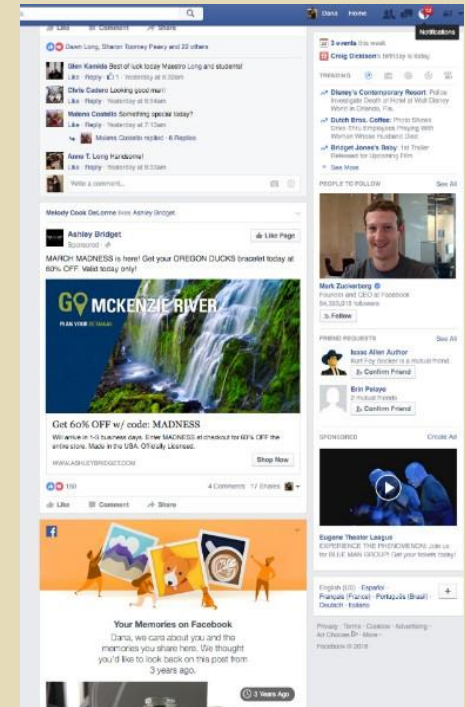 Dana Home
Notifications
Like Comment Share
Dawn Long, Sharon Toomey Peavy and 22 others
Glen Kamida Best of luck today Maestro Long and students!
Like · Reply · 1 · Yesterday at
Chris Cadero Looking good man!
Like · Reply · Yesterday at
Malena Costello Something special today?
Like · Reply · Yesterday at
Malena Costello replied · 6 Replies
Anne T. Long Handsome!
Like · Reply · Yesterday at
Write a comment...
Melody Cook DeLorme likes Ashley Bridget.
Ashley Bridget
Like Page
Sponsored
MARCH MADNESS is here! Get your OREGON DUCKS bracelet today at
60% OFF. Valid today only!
GO MCKENZIE RIVER
PLAN YOUR
Get 60% OFF w/ code: MADNESS
Will arrive in 1-3 business days. Enter MADNESS at checkout for 60% OFF the
entire store. Made in the USA. Officially Licensed.
WWW.ASHLEYBRIDGET.COM
Shop Now
150
4 Comments 17 Shares
Like Comment Share
Your Memories on Facebook
Dana, we care about you and the
memories you share here. We thought
you'd like to look back on this post from
3 years ago.
3 Years Ago
3 events this week
Craig Dickison's birthday is today
TRENDING
Disney's Contemporary Resort: Police
Investigate Death at Hotel at Walt Disney
World in Orlando, Fla.
Dutch Bros. Coffee: Photo Shows
Drive-Thru Employees Praying With
Woman Whose Husband Died
Bridget Jones's Baby: 1st Trailer
Released for Upcoming Film
See More
PEOPLE TO FOLLOW
See All
Mark Zuckerberg
Founder and CEO at Facebook
followers
Follow
FRIEND REQUESTS
See All
Isaac Allen Author
is a mutual friend.
Confirm Friend
Erin Pelayo
2 mutual friends
Confirm Friend
SPONSORED
Create Ad
Eugene Theater League
EXPERIENCE THE PHENOMENON! Join us
for BLUE MAN GROUP! Get your tickets today!
English (US) · Español ·
Français (France) · Português (Brasil) ·
Deutsch · Italiano
Privacy · Terms · Cookies · Advertising ·
Ad Choices · More ·
Facebook © 2016